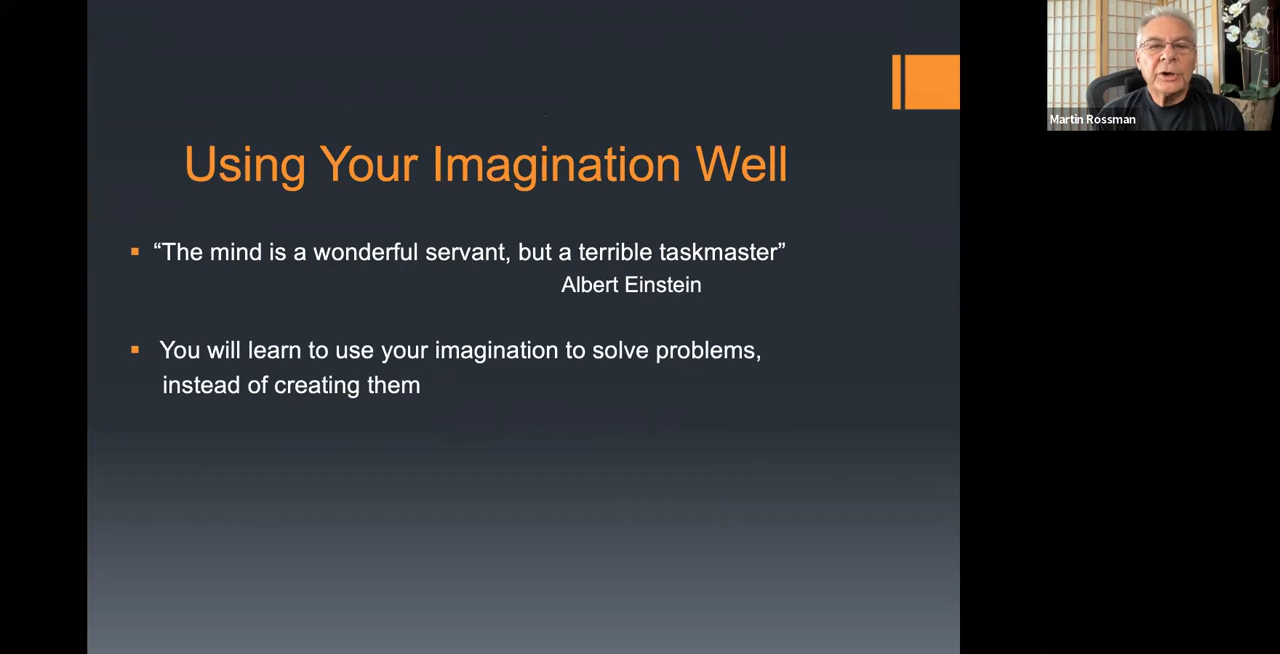 Using Your Imagination Well
“The mind is a wonderful servant, but a terrible taskmaster”
Albert Einstein
You will learn to use your imagination to solve problems,
instead of creating them
Martin Rossman